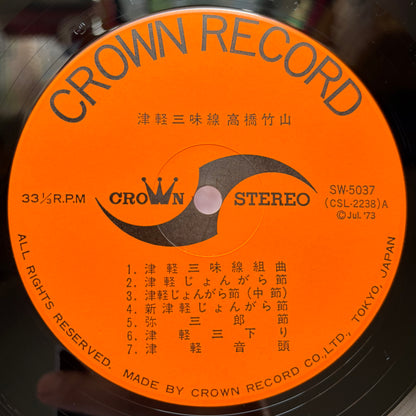 CROWN RECORD
津軽三味線 高橋竹山
33⅓R.P.M
CROWN STEREO
SW-5037
(CSL-2238)A
©Jul.'73
1. 津軽三味線組曲
2. 津軽じょんがら節
3. 津軽じょんがら節(中節)
4. 新津軽じょんがら節
5. 弥三郎節
6. 津軽三下り
7. 津軽音頭
ALL RIGHTS RESERVED. MADE BY CROWN RECORD CO., LTD., TOKYO, JAPAN